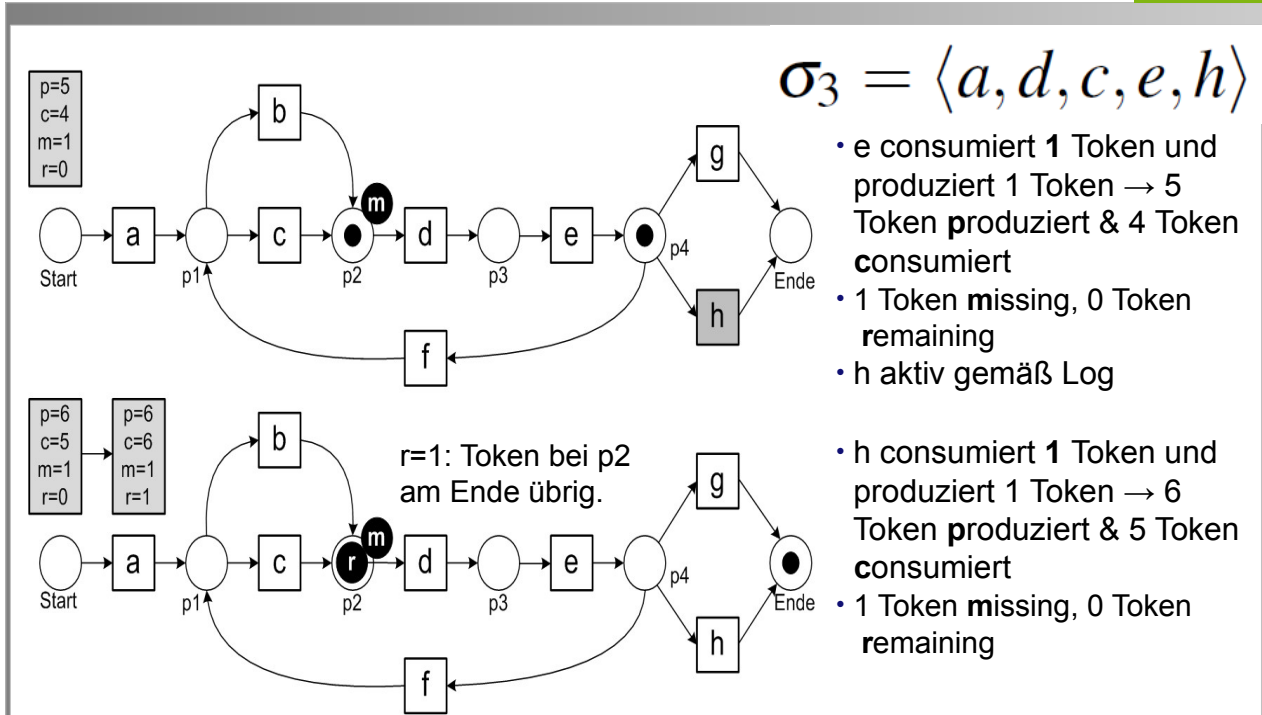 σ₃ = ⟨a, d, c, e, h⟩
p=5
c=4
m=1
r=0
b
g
m
a
c
d
e
Start
p1
p2
p3
p4
Ende
h
f
• e consumiert 1 Token und
produziert 1 Token → 5
Token produziert & 4 Token
consumiert
• 1 Token missing, 0 Token
remaining
• h aktiv gemäß Log
p=6
c=5
m=1
r=0
p=6
c=6
m=1
r=1
b
r=1: Token bei p2
am Ende übrig.
g
m
a
c
r
d
e
Start
p1
p2
p3
p4
Ende
h
f
• h consumiert 1 Token und
produziert 1 Token → 6
Token produziert & 5 Token
consumiert
• 1 Token missing, 0 Token
remaining